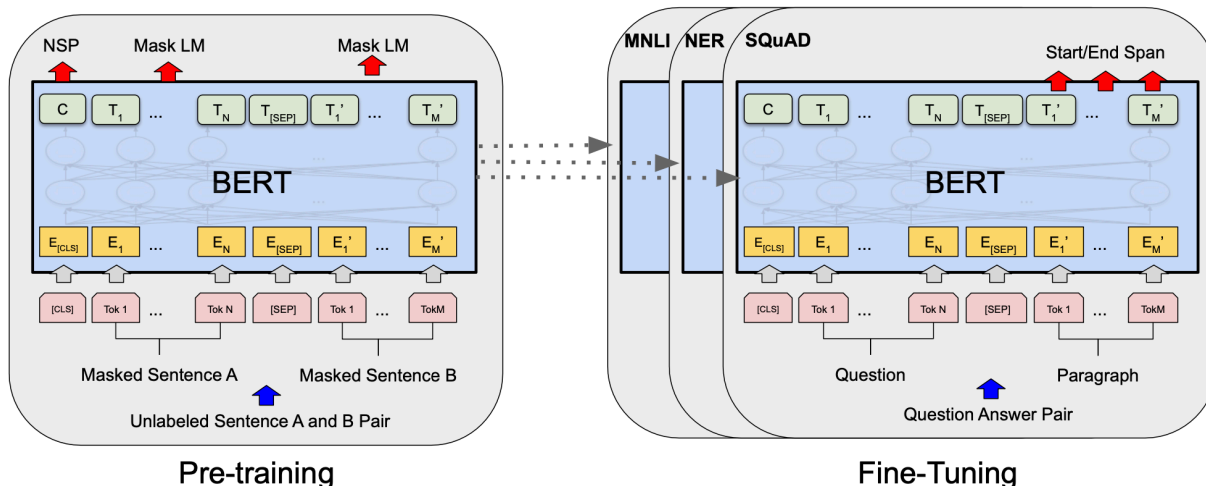 NSP Mask LM Mask LM
C T1 ... TN T[SEP] T1' ... TM'
...
...
BERT
E[CLS] E1 ... EN E[SEP] E1' ... EM'
[CLS] Tok 1 ... Tok N [SEP] Tok 1 ... TokM
Masked Sentence A Masked Sentence B
Unlabeled Sentence A and B Pair
Pre-training
MNLI NER SQuAD
Start/End Span
C T1 ... TN T[SEP] T1' ... TM'
...
...
BERT
E[CLS] E1 ... EN E[SEP] E1' ... EM'
[CLS] Tok 1 ... Tok N [SEP] Tok 1 ... TokM
Question Paragraph
Question Answer Pair
Fine-Tuning